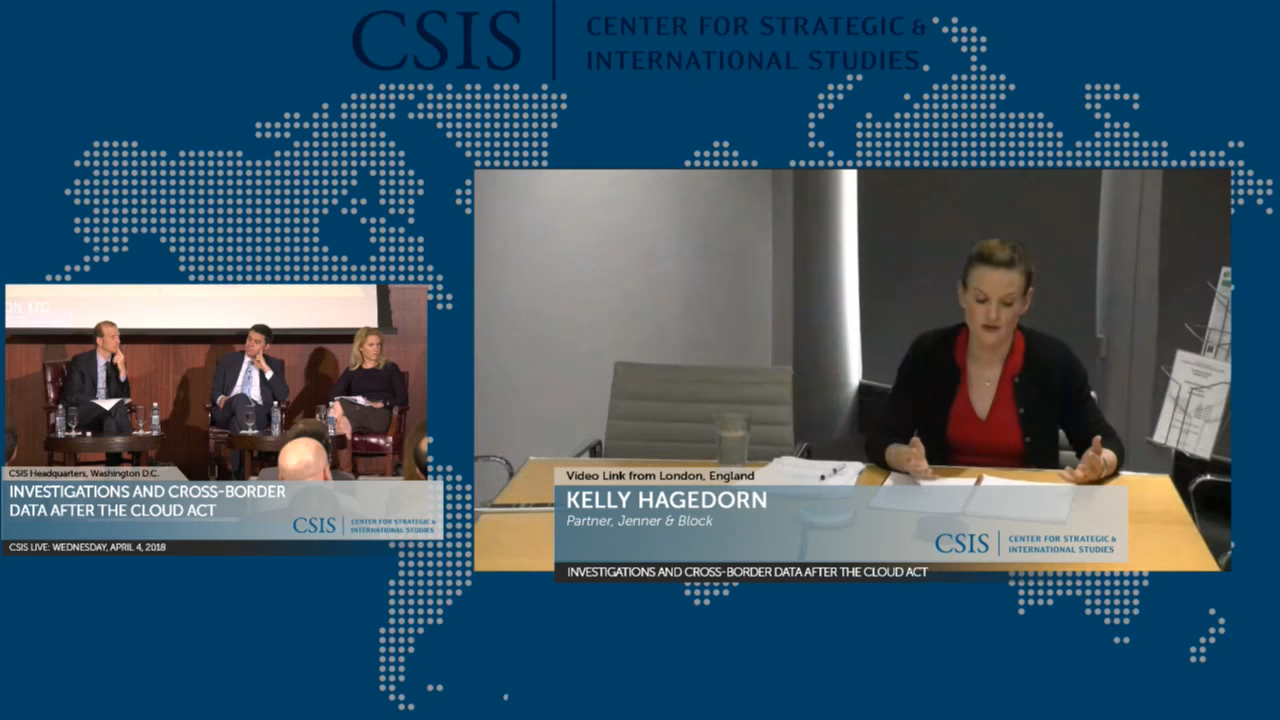 CSIS
CENTER FOR STRATEGIC &
INTERNATIONAL STUDIES
ON 17C
CSIS Headquarters, Washington D.C.
INVESTIGATIONS AND CROSS-BORDER
DATA AFTER THE CLOUD ACT
CSIS
CENTER FOR STRATEGIC &
INTERNATIONAL STUDIES
CSIS LIVE: WEDNESDAY, APRIL 4, 2018
Video Link from London, England
KELLY HAGEDORN
Partner, Jenner & Block
CSIS
CENTER FOR STRATEGIC &
INTERNATIONAL STUDIES
INVESTIGATIONS AND CROSS-BORDER DATA AFTER THE CLOUD ACT